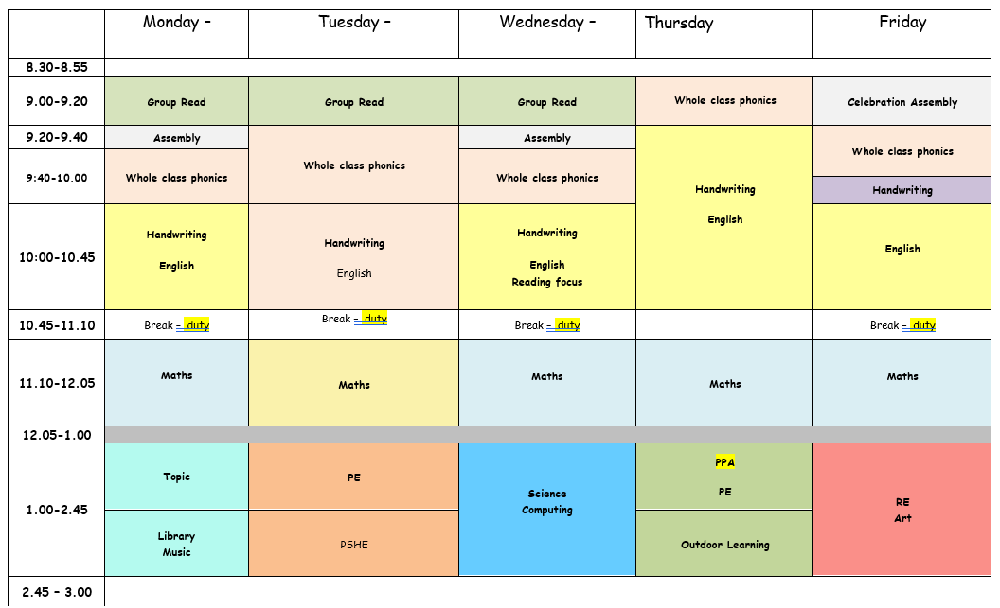 Monday – Tuesday – Wednesday – Thursday Friday
8.30-8.55
9.00-9.20 Group Read Group Read Group Read Whole class phonics Celebration Assembly
9.20-9.40 Assembly Whole class phonics Assembly Handwriting Whole class phonics
English
9:40-10.00 Whole class phonics Whole class phonics Handwriting
10:00-10.45 Handwriting Handwriting Handwriting English
English English English
Reading focus
10.45-11.10 Break – duty Break – duty Break – duty Break – duty
11.10-12.05 Maths Maths Maths Maths Maths
12.05-1.00
1.00-2.45 Topic PE Science PPA RE
Computing PE Art
Library PSHE Outdoor Learning
Music
2.45 – 3.00